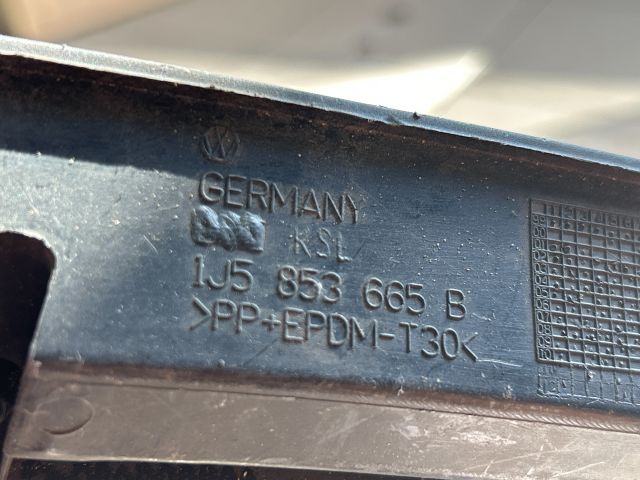 GERMANY
KSL
1J5 853 665 B
>PP+EPDM-T30<